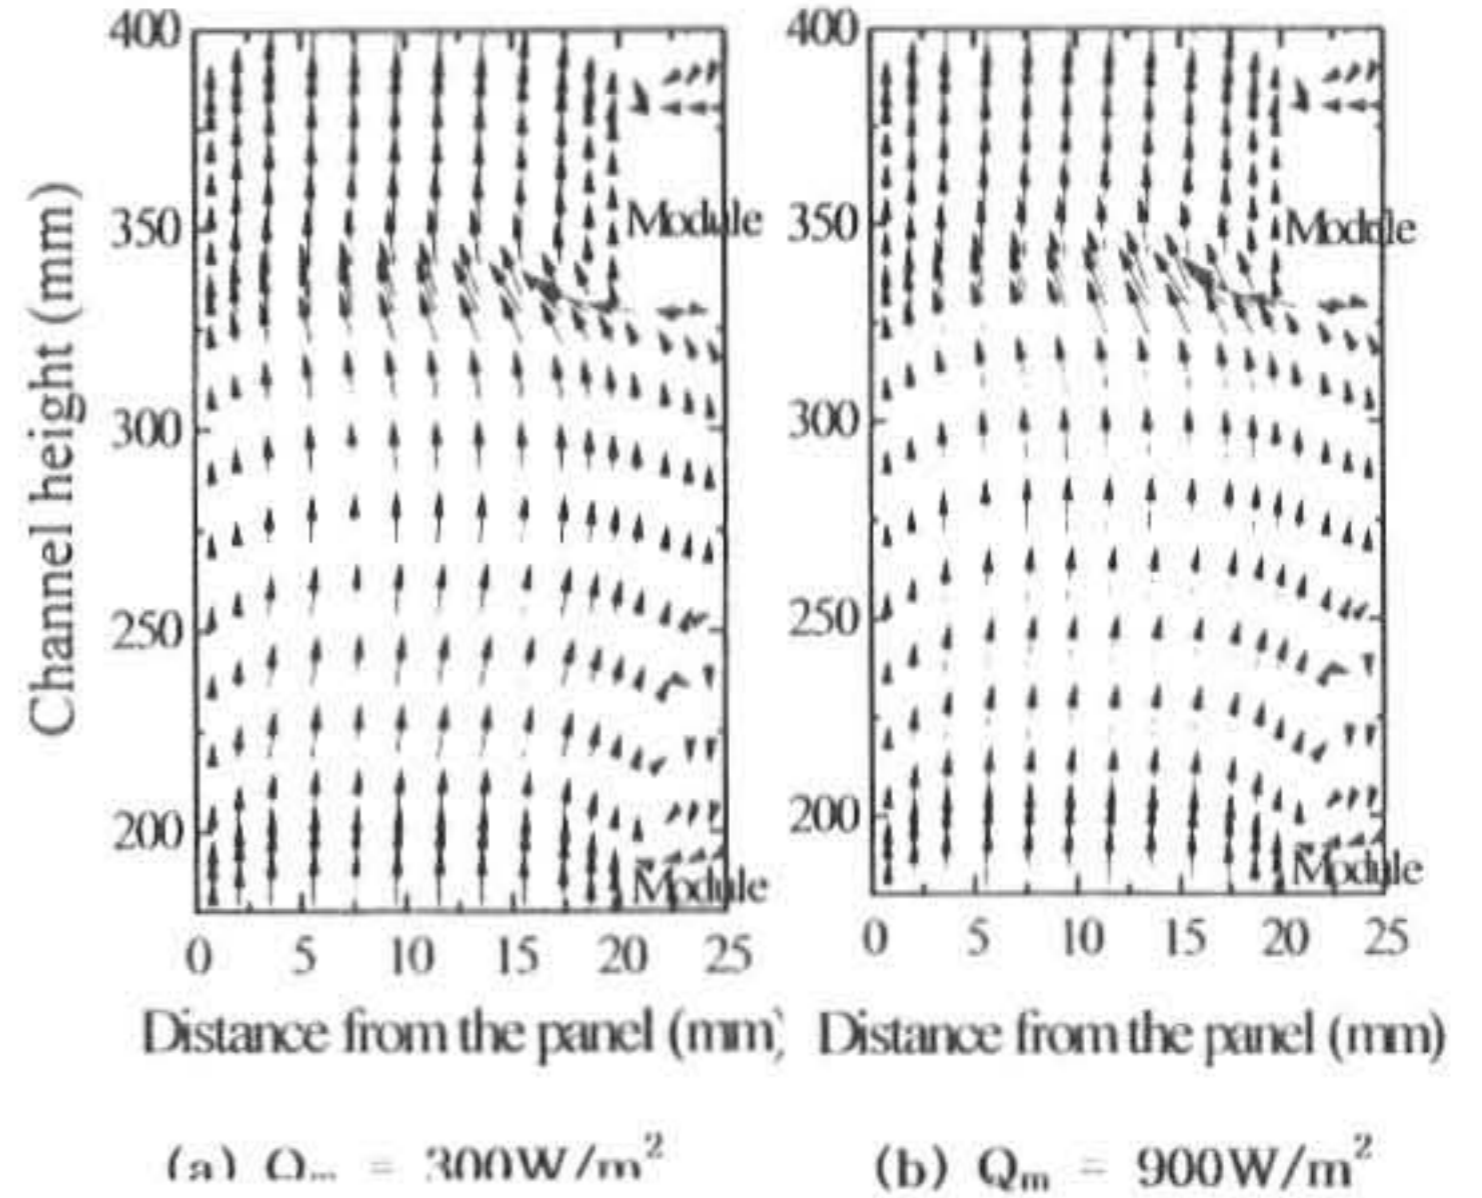 Channel height (mm)
400
350
300
250
200
Module
Module
0 5 10 15 20 25
Distance from the panel (mm)
(a) Q = 300W/m²
400
350
300
250
200
Module
Module
0 5 10 15 20 25
Distance from the panel (mm)
(b) Qm = 900W/m²